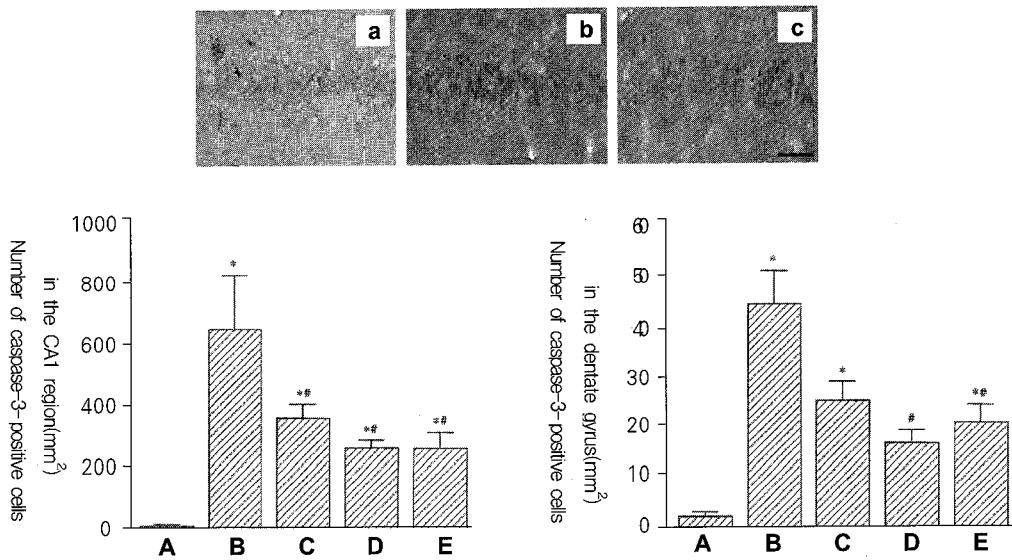 a
b
c
Number of caspase-3-positive cells
in the CA1 region(mm²)
1000
800
600
400
200
0
*
*#
*#
*#
A B C D E
Number of caspase-3-positive cells
in the dentate gyrus(mm²)
60
50
40
30
20
10
0
*
*
#
*#
A B C D E